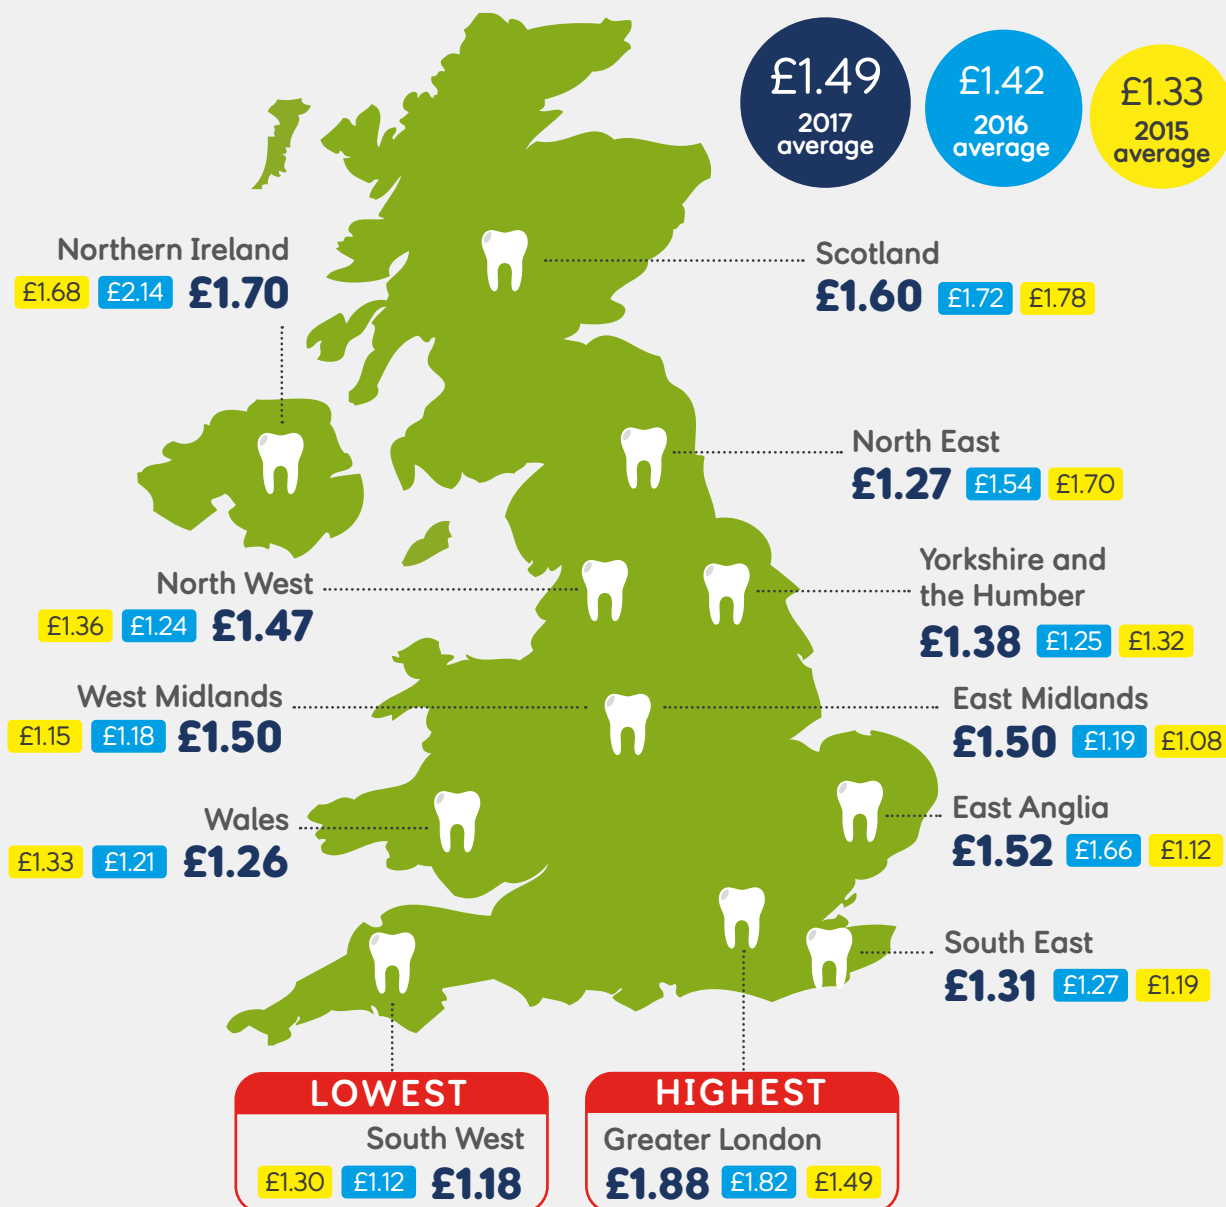 £1.49
2017
average
£1.42
2016
average
£1.33
2015
average
Northern Ireland
£1.68 £2.14 £1.70
Scotland
£1.60 £1.72 £1.78
North East
£1.27 £1.54 £1.70
North West
£1.36 £1.24 £1.47
Yorkshire and
the Humber
£1.38 £1.25 £1.32
West Midlands
£1.15 £1.18 £1.50
East Midlands
£1.50 £1.19 £1.08
Wales
£1.33 £1.21 £1.26
East Anglia
£1.52 £1.66 £1.12
South East
£1.31 £1.27 £1.19
LOWEST
South West
£1.30 £1.12 £1.18
HIGHEST
Greater London
£1.88 £1.82 £1.49